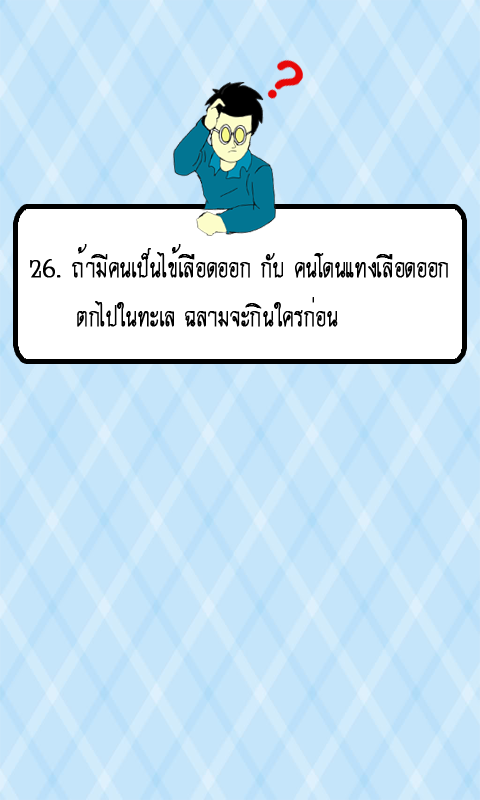 ?
26. ถ้ามีคนเป็นไข้เลือดออก กับ คนโดนแทงเลือดออก
ตกไปในทะเล ฉลามจะกินใครก่อน